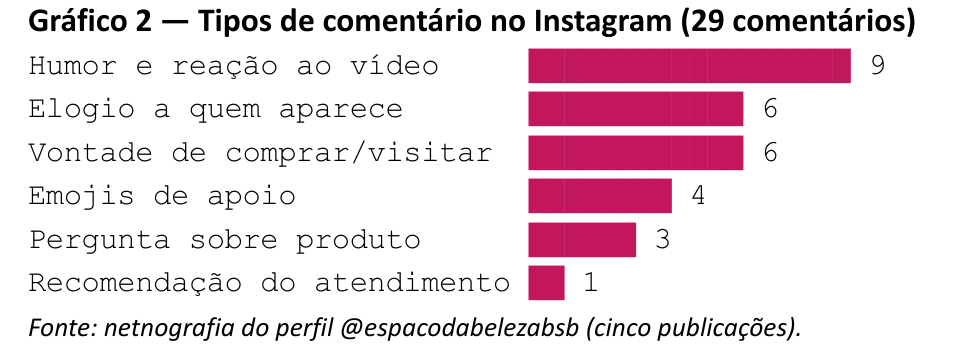 Gráfico 2 — Tipos de comentário no Instagram (29 comentários)
Humor e reação ao vídeo 9
Elogio a quem aparece 6
Vontade de comprar/visitar 6
Emojis de apoio 4
Pergunta sobre produto 3
Recomendação do atendimento 1
Fonte: netnografia do perfil @espacodabelezabsb (cinco publicações).